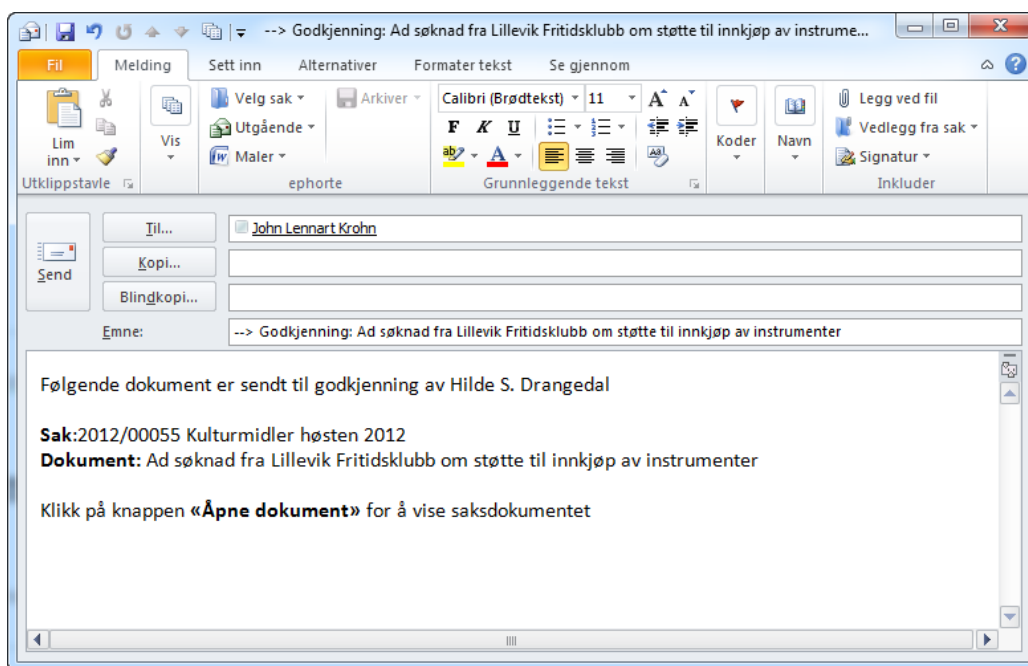 --> Godkjenning: Ad søknad fra Lillevik Fritidsklubb om støtte til innkjøp av instrume...
Fil Melding Sett inn Alternativer Formater tekst Se gjennom
Lim inn
Vis
Velg sak
Arkiver
Utgående
Maler
Calibri (Brødtekst) 11
F K U
Koder
Navn
Legg ved fil
Vedlegg fra sak
Signatur
Utklippstavle ephorte Grunnleggende tekst Inkluder
Send
Til... John Lennart Krohn
Kopi...
Blindkopi...
Emne: --> Godkjenning: Ad søknad fra Lillevik Fritidsklubb om støtte til innkjøp av instrumenter
Følgende dokument er sendt til godkjenning av Hilde S. Drangedal
Sak:2012/00055 Kulturmidler høsten 2012
Dokument: Ad søknad fra Lillevik Fritidsklubb om støtte til innkjøp av instrumenter
Klikk på knappen «Åpne dokument» for å vise saksdokumentet